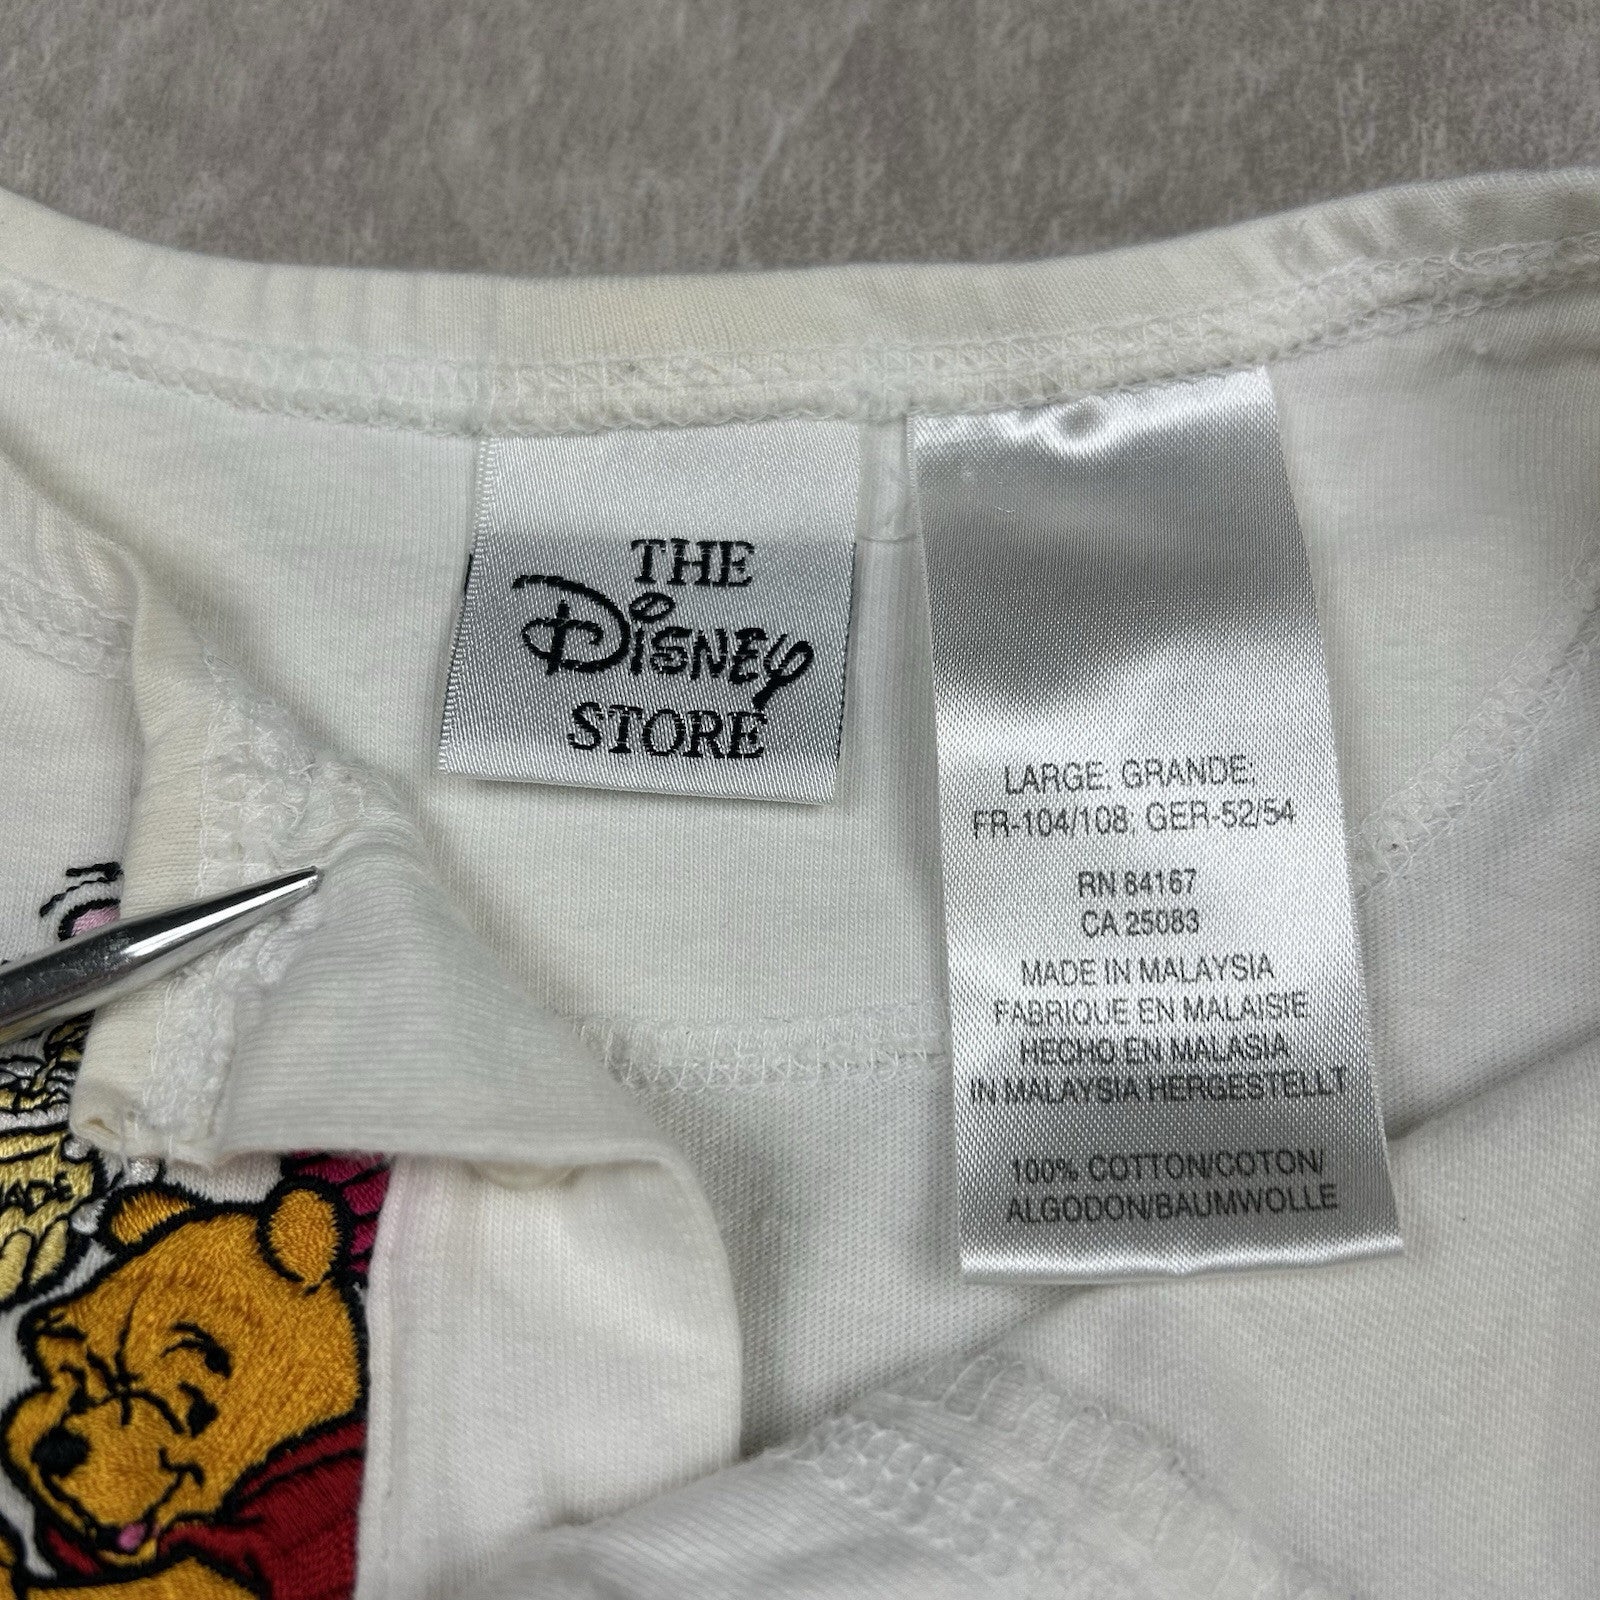 THE
DISNEY
STORE
LARGE; GRANDE;
FR-104/108, GER-52/54
RN 84167
CA 25083
MADE IN MALAYSIA
FABRIQUE EN MALAISIE
HECHO EN MALASIA
IN MALAYSIA HERGESTELLT
100% COTTON/COTON/
ALGODON/BAUMWOLLE